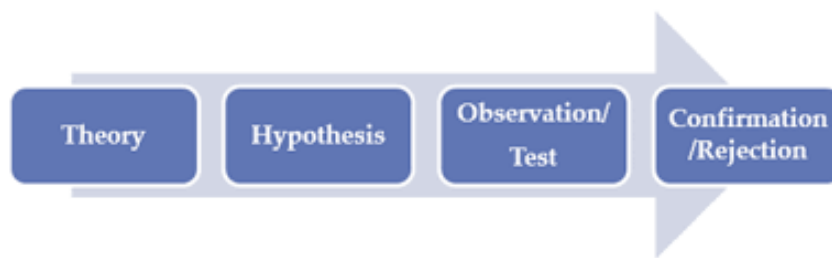 Theory
Hypothesis
Observation/
Test
Confirmation
/Rejection